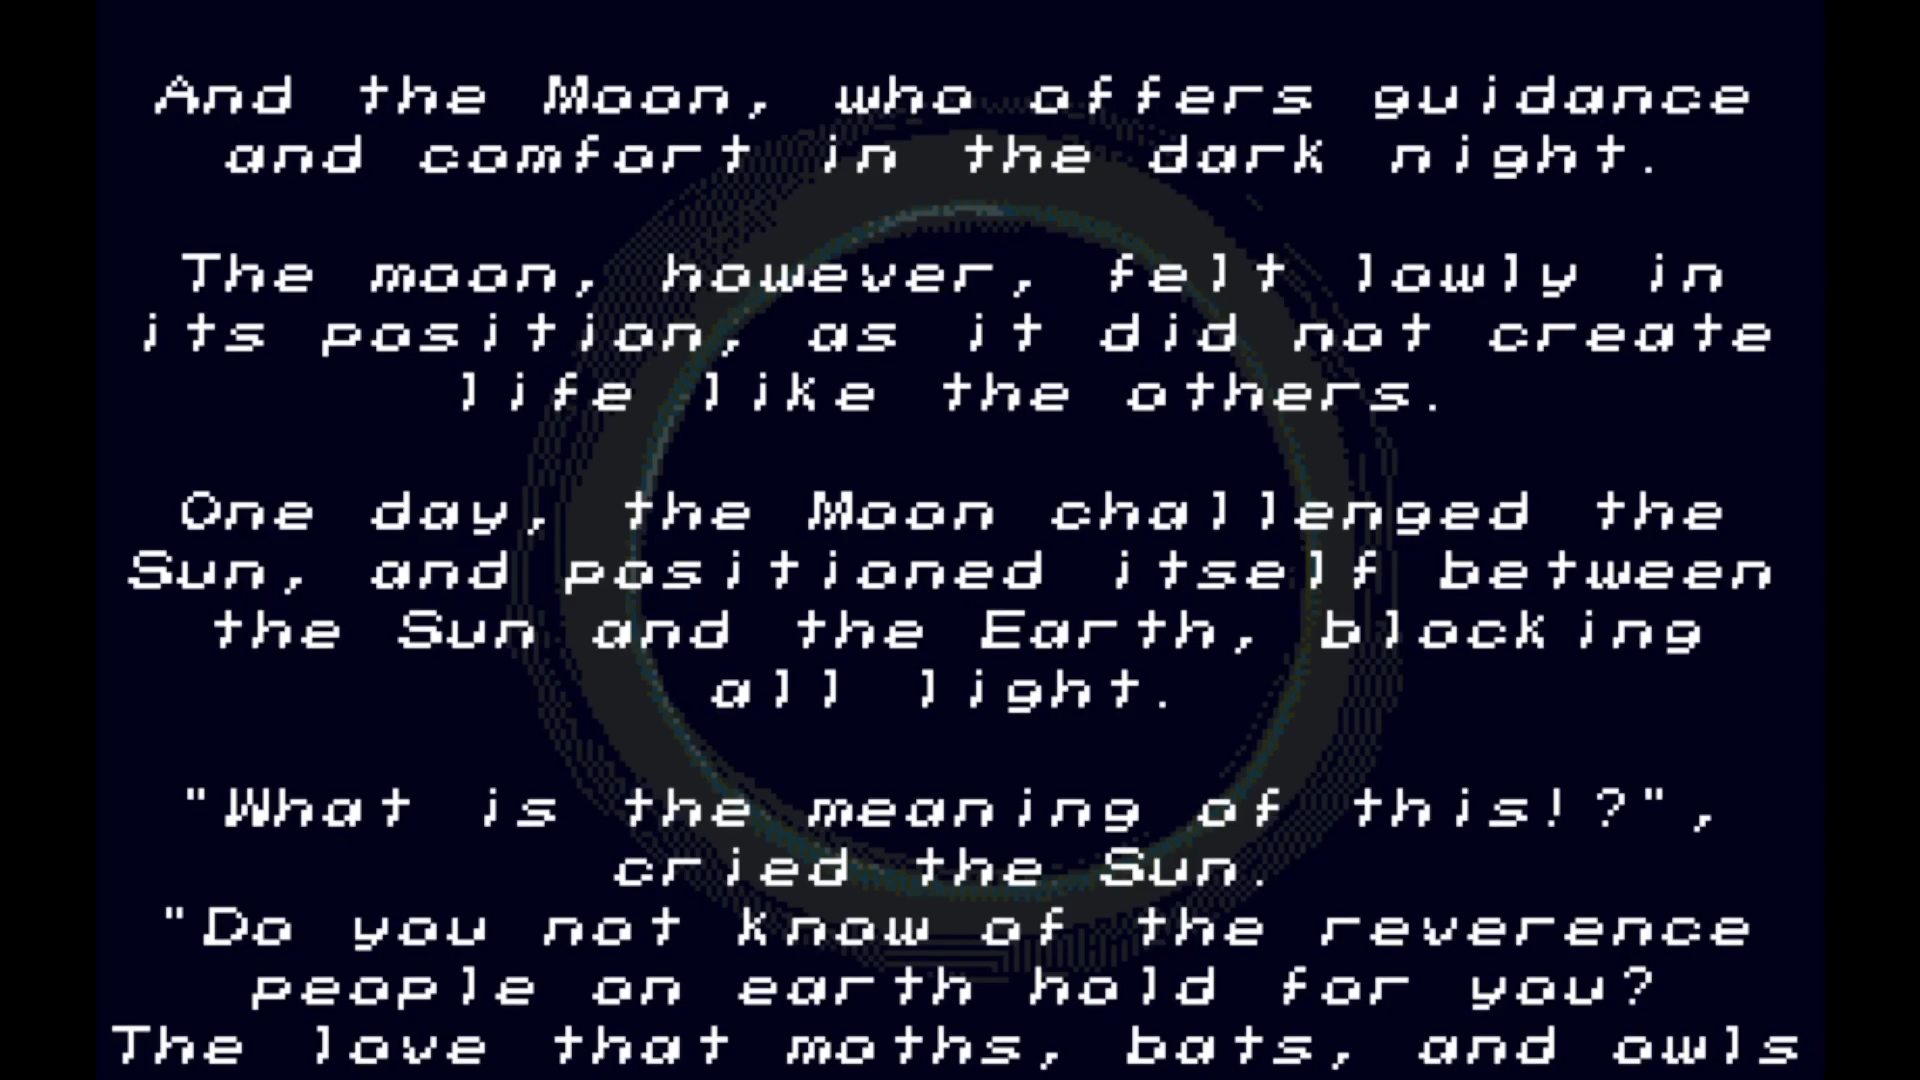 And the Moon, who offers guidance
and comfort in the dark night.
The moon, however, felt lowly in
its position, as it did not create
life like the others.
One day, the Moon challenged the
Sun, and positioned itself between
the Sun and the Earth, blocking
all light.
"What is the meaning of this!?",
cried the Sun.
"Do you not know of the reverence
people on earth hold for you?
The love that moths, bats, and owls